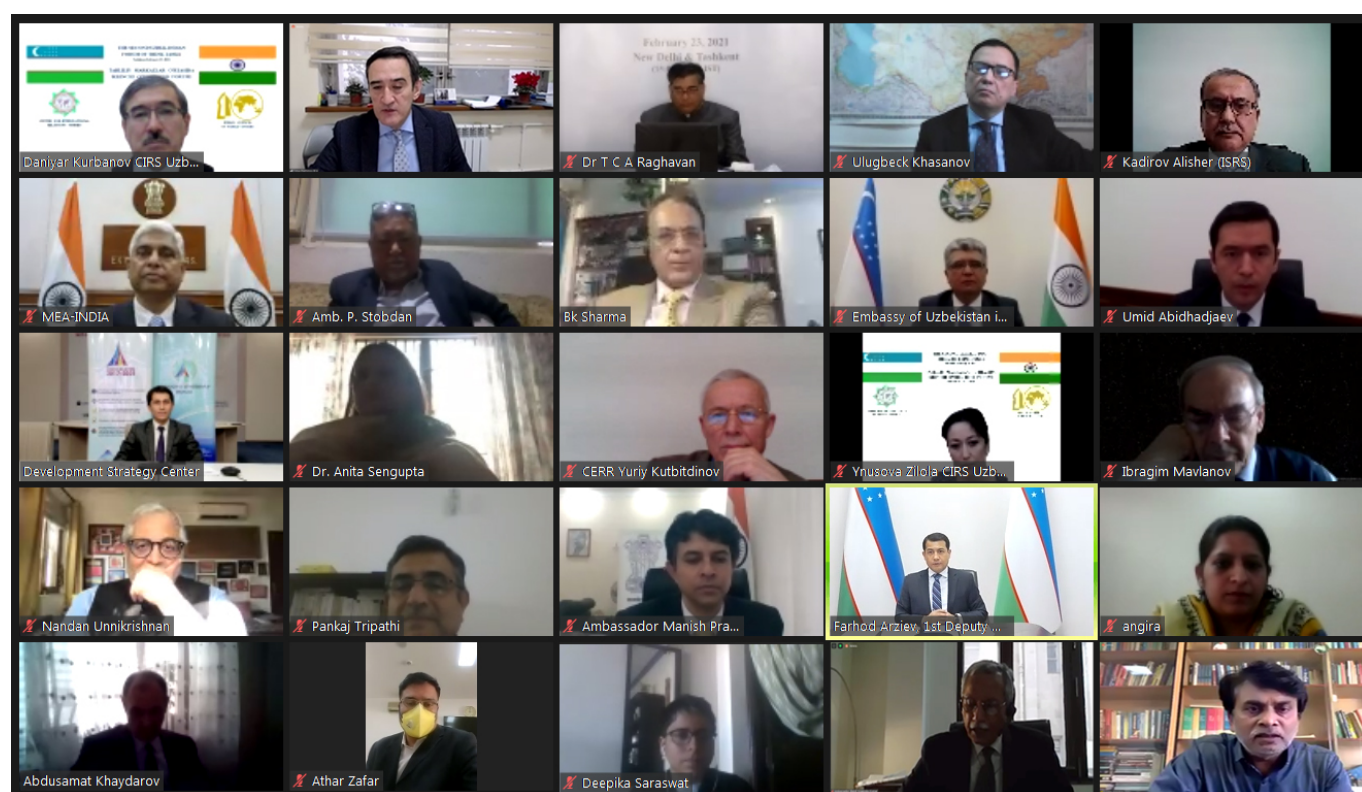 Daniyar Kurbanov CIRS Uzb...
February 23, 2021
New Delhi & Tashkent
Dr T C A Raghavan
Ulugbeck Khasanov
Kadirov Alisher (ISRS)
MEA-INDIA
Amb. P. Stobdan
Bk Sharma
Embassy of Uzbekistan i...
Umid Abidhadjaev
Development Strategy Center
Dr. Anita Sengupta
CERR Yuriy Kutbitdinov
Ynusova Zilola CIRS Uzb...
Ibragim Mavlanov
Nandan Unnikrishnan
Pankaj Tripathi
Ambassador Manish Pra...
Farhod Arziev, 1st Deputy ...
angira
Abdusamat Khaydarov
Athar Zafar
Deepika Saraswat